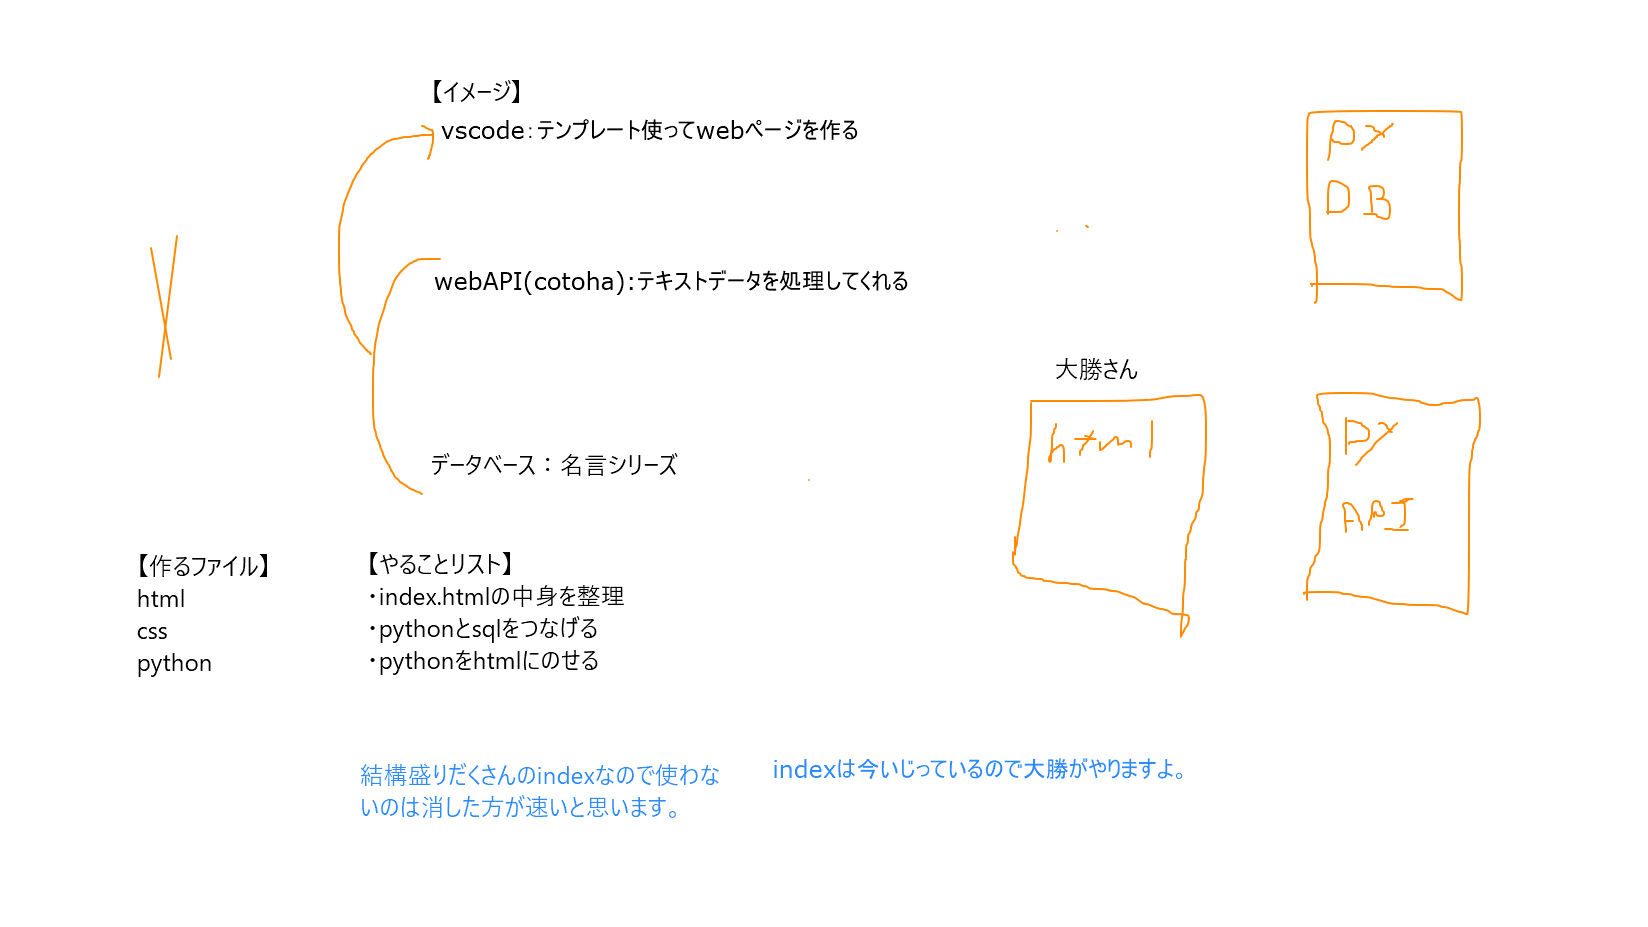 【イメージ】
vscode：テンプレート使ってwebページを作る
py
DB
webAPI(cotoha):テキストデータを処理してくれる
大勝さん
html
py
API
データベース：名言シリーズ
【作るファイル】
html
css
python
【やることリスト】
・index.htmlの中身を整理
・pythonとsqlをつなげる
・pythonをhtmlにのせる
結構盛りだくさんのindexなので使わな
いのは消した方が速いと思います。
indexは今いじっているので大勝がやりますよ。